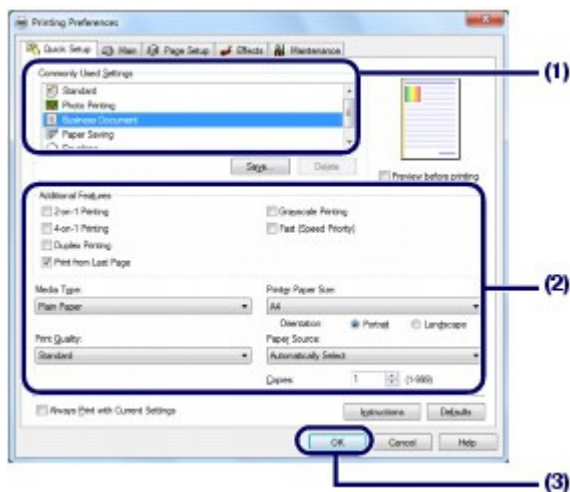 Printing Preferences
Quick Setup Main Page Setup Effects Maintenance
(1)
Commonly Used Settings
Standard
Photo Printing
Business Document
Paper Saving
Envelope
Save... Delete
Preview before printing
Additional Features
2-on-1 Printing Grayscale Printing
4-on-1 Printing Fast (Speed Priority)
Duplex Printing
Print from Last Page
(2)
Media Type: Printer Paper Size:
Plain Paper A4
Orientation: Portrait Landscape
Print Quality: Paper Source:
Standard Automatically Select
Copies: 1 (1-999)
Always Print with Current Settings
Instructions Defaults
OK Cancel Help
(3)